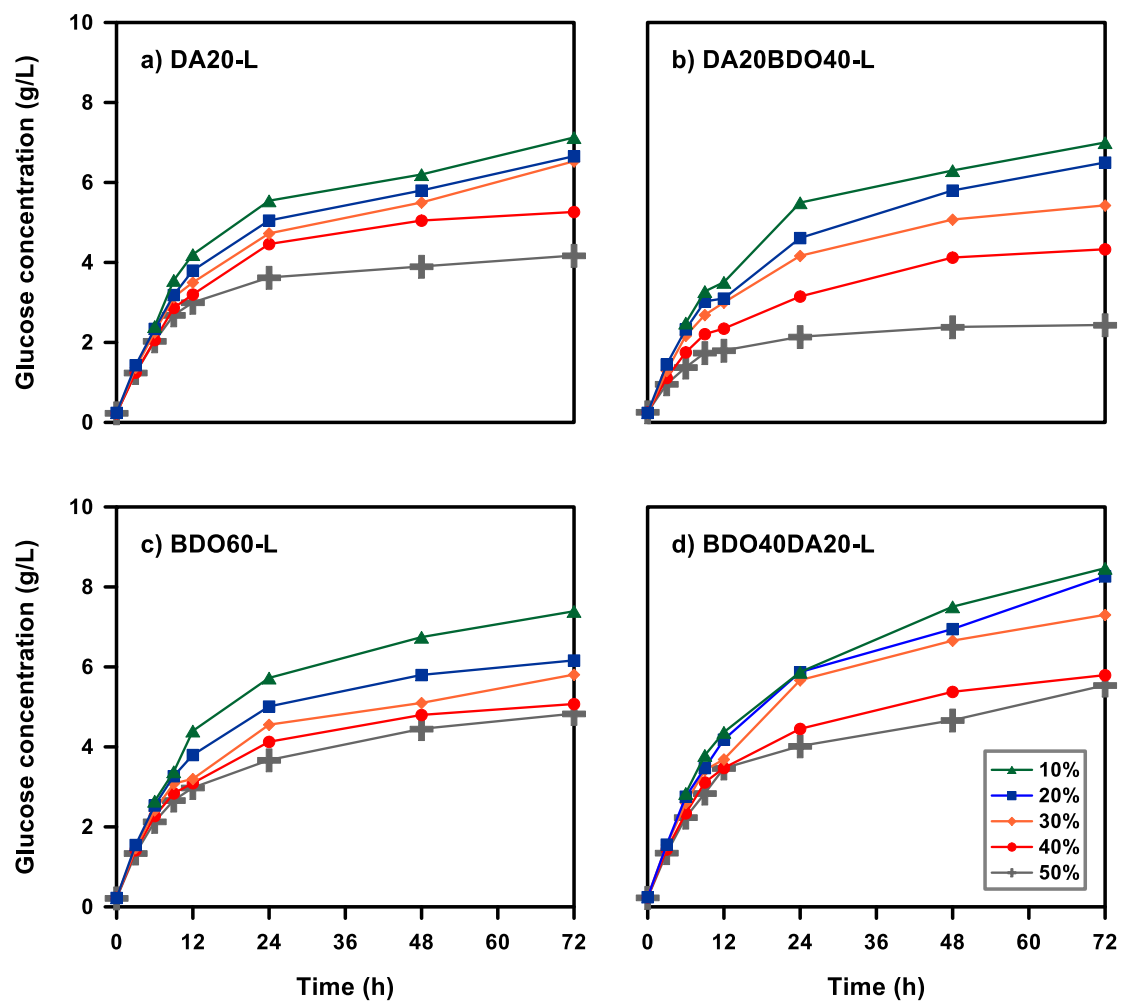 a) DA20-L
b) DA20BDO40-L
Glucose concentration (g/L)
10
8
6
4
2
0
c) BDO60-L
d) BDO40DA20-L
Glucose concentration (g/L)
10
8
6
4
2
0
10%
20%
30%
40%
50%
0 12 24 36 48 60 72
0 12 24 36 48 60 72
Time (h)
Time (h)